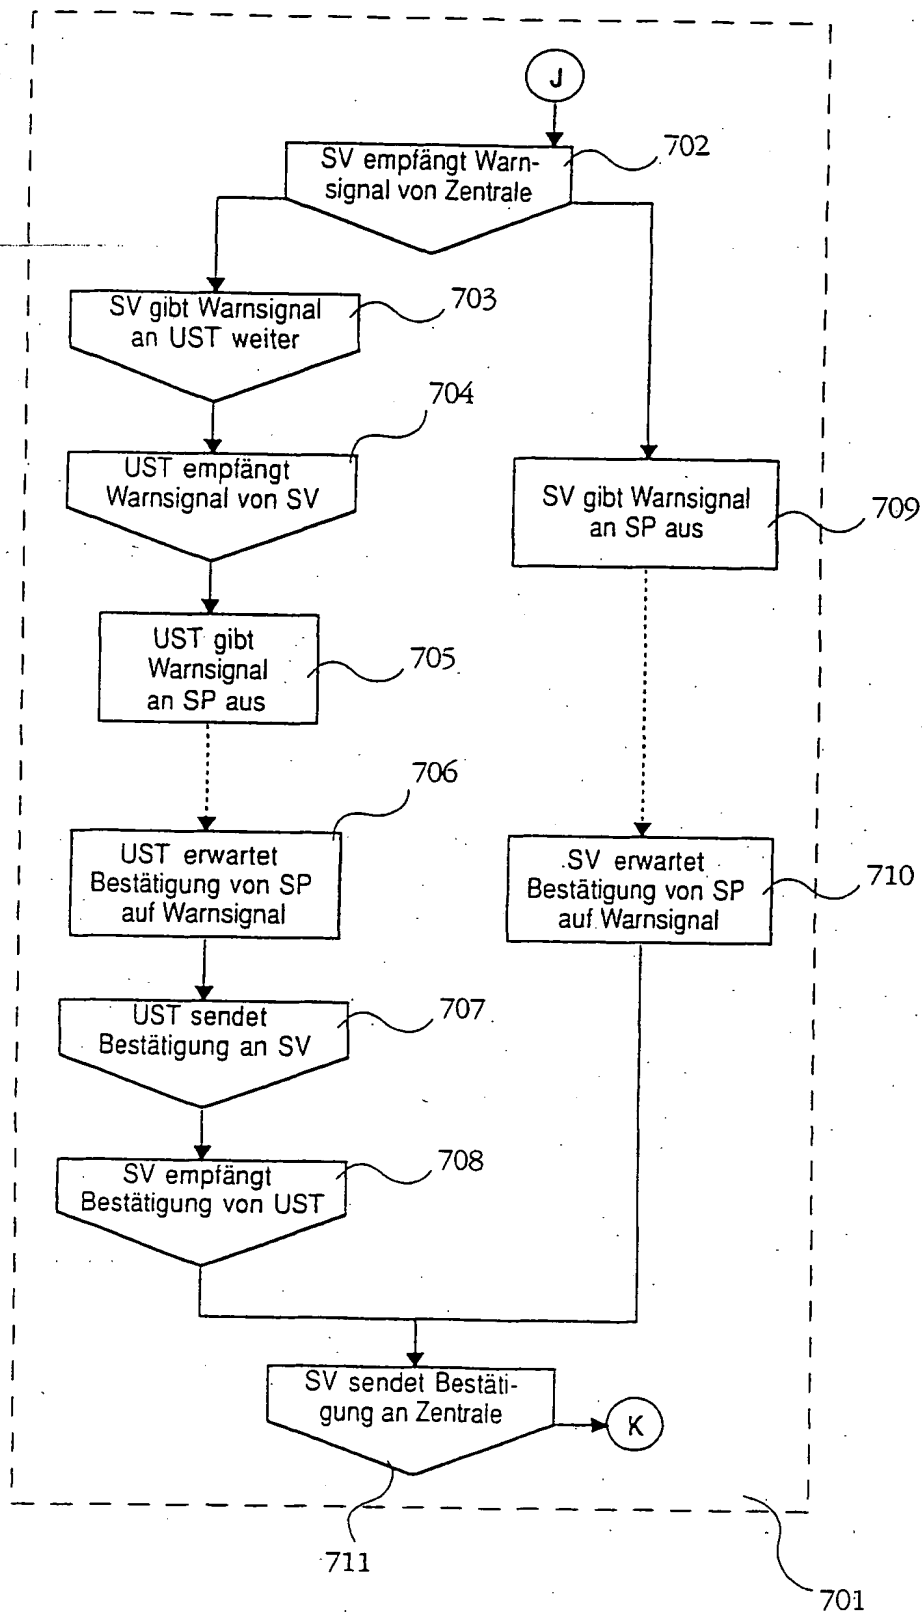 J
SV empfängt Warn-
signal von Zentrale
702
SV gibt Warnsignal
an UST weiter
703
704
UST empfängt
Warnsignal von SV
SV gibt Warnsignal
an SP aus
709
UST gibt
Warnsignal
an SP aus
705
706
UST erwartet
Bestätigung von SP
auf Warnsignal
SV erwartet
Bestätigung von SP
auf Warnsignal
710
UST sendet
Bestätigung an SV
707
SV empfängt
Bestätigung von UST
708
SV sendet Bestäti-
gung an Zentrale
K
711
701